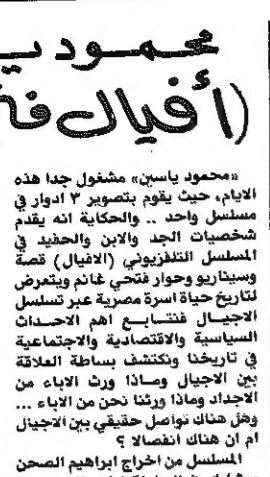 محمود يـ
(أفيال فتـ
«محمود ياسين» مشغول جدا هذه
الايام، حيث يقوم بتصوير ٣ ادوار في
مسلسل واحد .. والحكاية انه يقدم
شخصيات الجد والابن والحفيد في
المسلسل التلفزيوني (الافيال) قصة
وسيناريو وحوار فتحي غانم ويتعرض
لتاريخ حياة اسرة مصرية عبر تسلسل
الاجيال فنتابع اهم الاحداث
السياسية والاقتصادية والاجتماعية
في تاريخنا ونكتشف بساطة العلاقة
بين الاجيال وماذا ورث الاباء من
الاجداد وماذا ورثنا نحن من الاباء ...
وهل هناك تواصل حقيقي بين الاجيال
ام ان هناك انفصالا ؟
المسلسل من اخراج ابراهيم الصحن